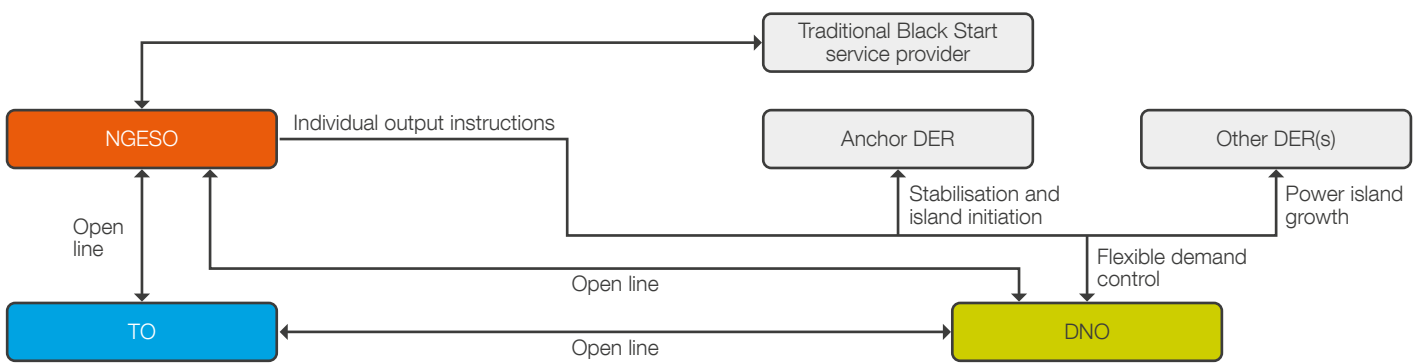 Traditional Black Start
service provider
NGESO
Individual output instructions
Anchor DER
Other DER(s)
Stabilisation and
island initiation
Power island
growth
Open
line
Flexible demand
control
Open line
TO
DNO
Open line